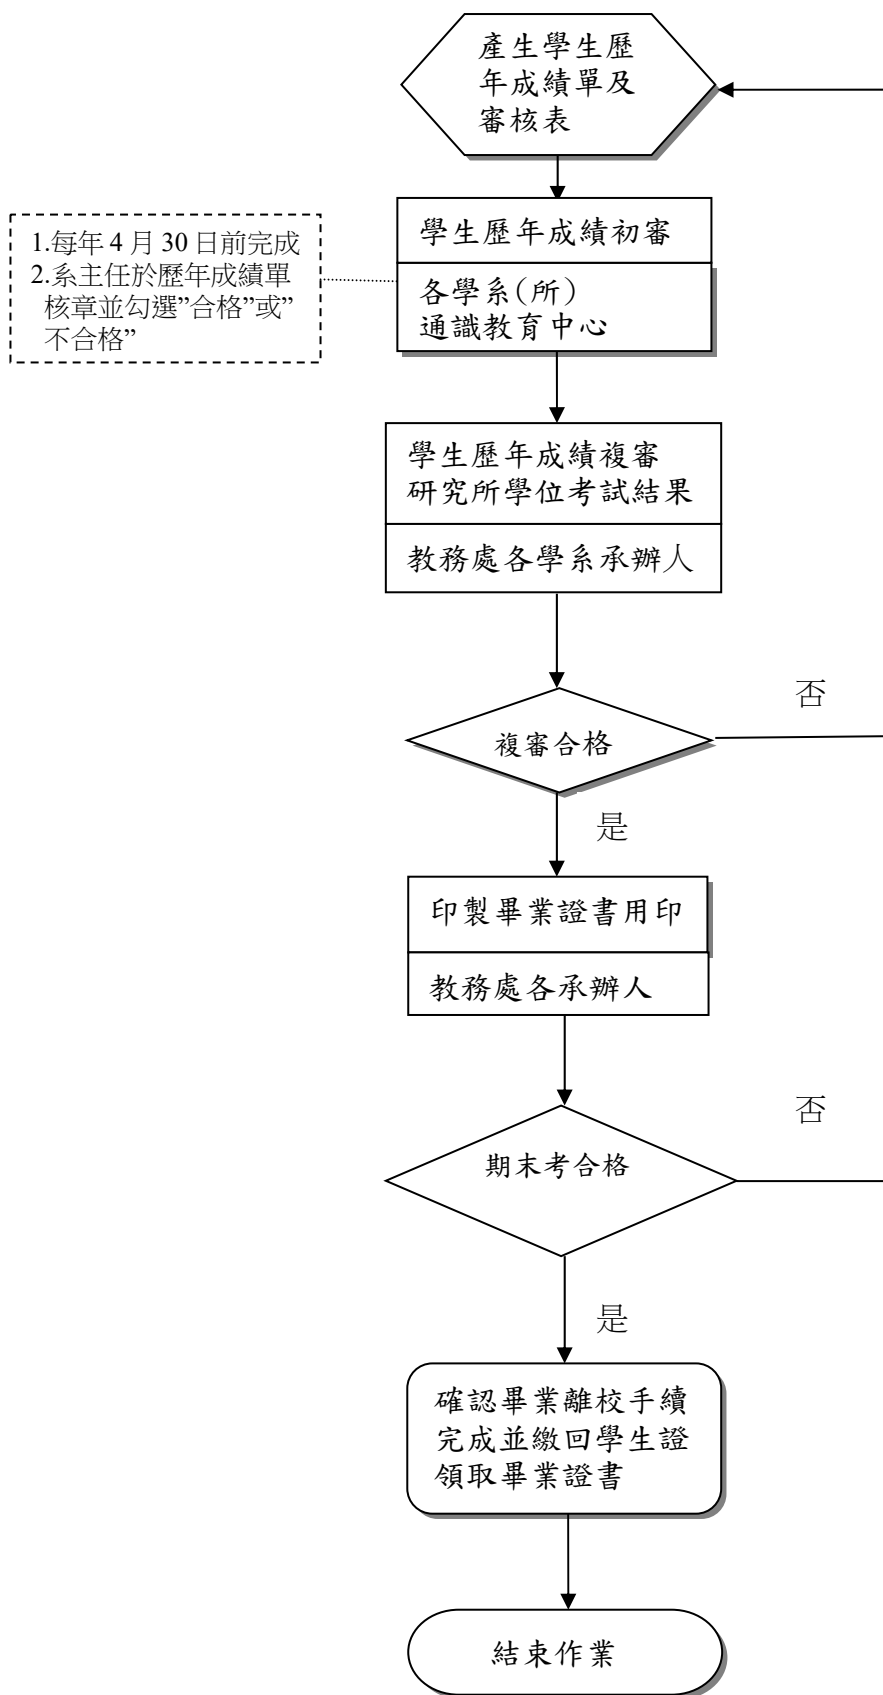 產生學生歷
年成績單及
審核表
學生歷年成績初審
各學系(所)
通識教育中心
1.每年 4 月 30 日前完成
2.系主任於歷年成績單
核章並勾選”合格”或”
不合格”
學生歷年成績複審
研究所學位考試結果
教務處各學系承辦人
複審合格
否
是
印製畢業證書用印
教務處各承辦人
期末考合格
否
是
確認畢業離校手續
完成並繳回學生證
領取畢業證書
結束作業